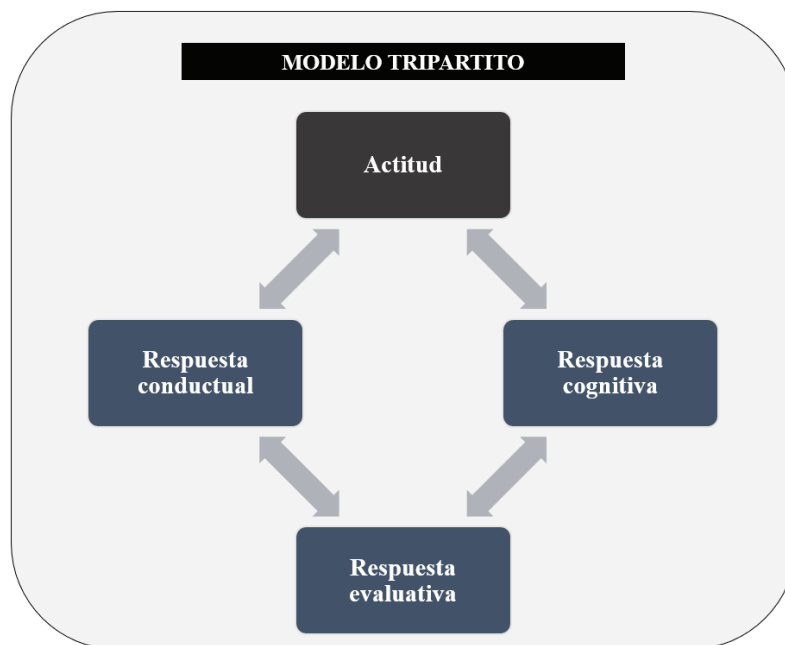 MODELO TRIPARTITO
Actitud
Respuesta
conductual
Respuesta
cognitiva
Respuesta
evaluativa